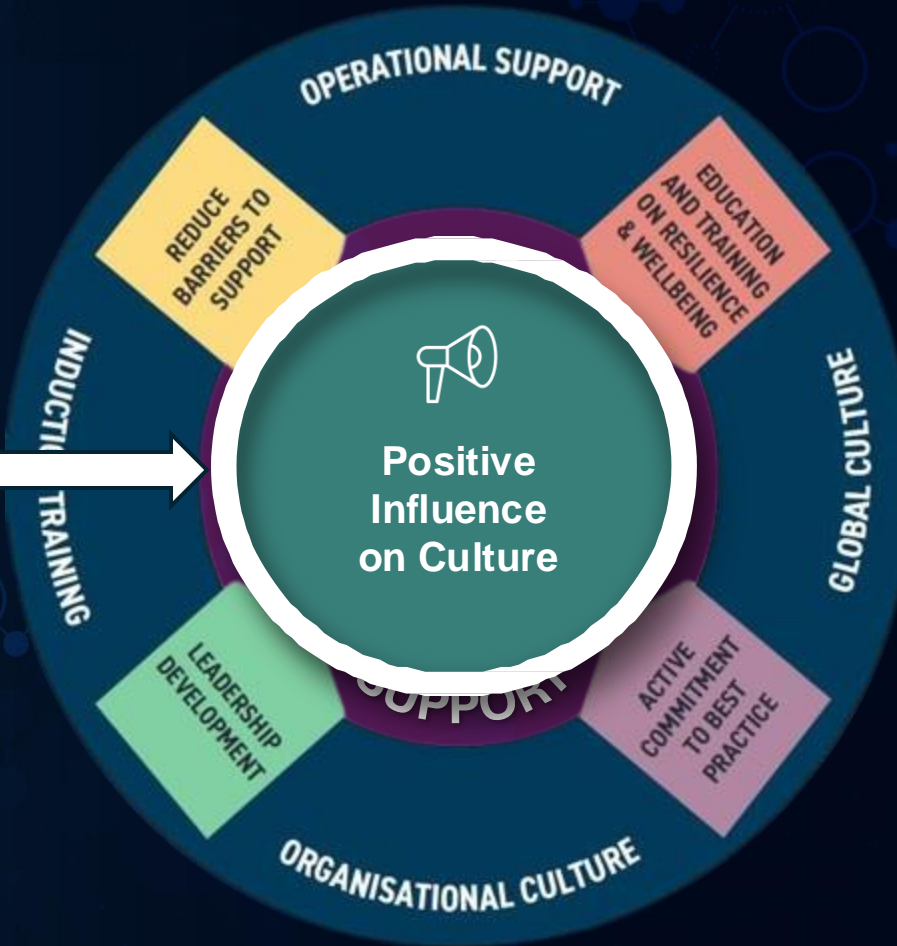 OPERATIONAL SUPPORT
REDUCE
BARRIERS TO
SUPPORT
EDUCATION
AND TRAINING
ON RESILIENCE
& WELLBEING
Positive
Influence
on Culture
GLOBAL CULTURE
TRAINING
LEADERSHIP
DEVELOPMENT
SUPPORT
ACTIVE
COMMITMENT
TO BEST
PRACTICE
ORGANISATIONAL CULTURE